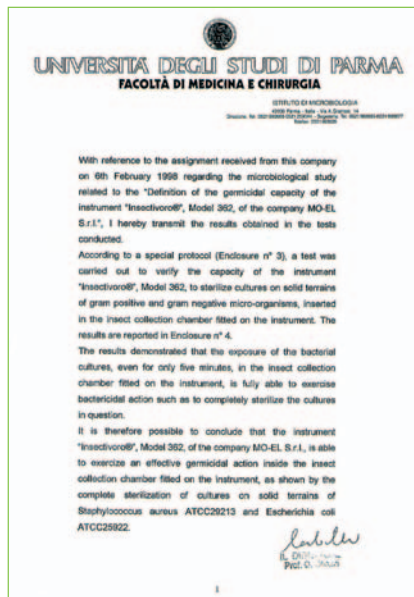 UNIVERSITÀ DEGLI STUDI DI PARMA
FACOLTÀ DI MEDICINA E CHIRURGIA
ISTITUTO DI MICROBIOLOGIA
With reference to the assignment received from this company
on 6th February 1998 regarding the microbiological study
related to the "Definition of the germicidal capacity of the
instrument "Insectivoro®", Model 362, of the company MO-EL
S.r.l.", I hereby transmit the results obtained in the tests
conducted.
According to a special protocol (Enclosure n° 3), a test was
carried out to verify the capacity of the instrument
"Insectivoro®", Model 362, to sterilize cultures on solid terrains
of gram positive and gram negative micro-organisms, inserted
in the insect collection chamber fitted on the instrument. The
results are reported in Enclosure n° 4.
The results demonstrated that the exposure of the bacterial
cultures, even for only five minutes, in the insect collection
chamber fitted on the instrument, is fully able to exercise
bactericidal action such as to completely sterilize the cultures
in question.
It is therefore possible to conclude that the instrument
"Insectivoro®", Model 362, of the company MO-EL S.r.l., is able
to exercize an effective germicidal action inside the insect
collection chamber fitted on the instrument, as shown by the
complete sterilization of cultures on solid terrains of
Staphylococcus aureus ATCC29213 and Escherichia coli
ATCC25922.
IL
Prof.
1